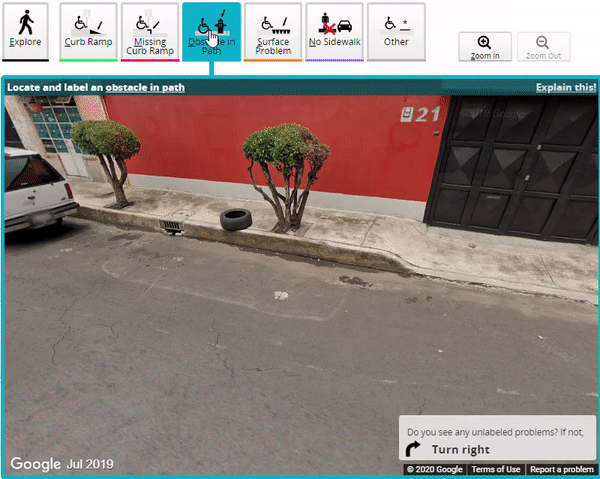 Explore
Curb Ramp
Missing
Curb Ramp
Obstacle in
Path
Surface
Problem
No Sidewalk
Other
Zoom In
Zoom Out
Locate and label an obstacle in path
Explain this!
21
©2019 Google
Do you see any unlabeled problems? If not,
Turn right
Google Jul 2019
© 2020 Google
Terms of Use
Report a problem